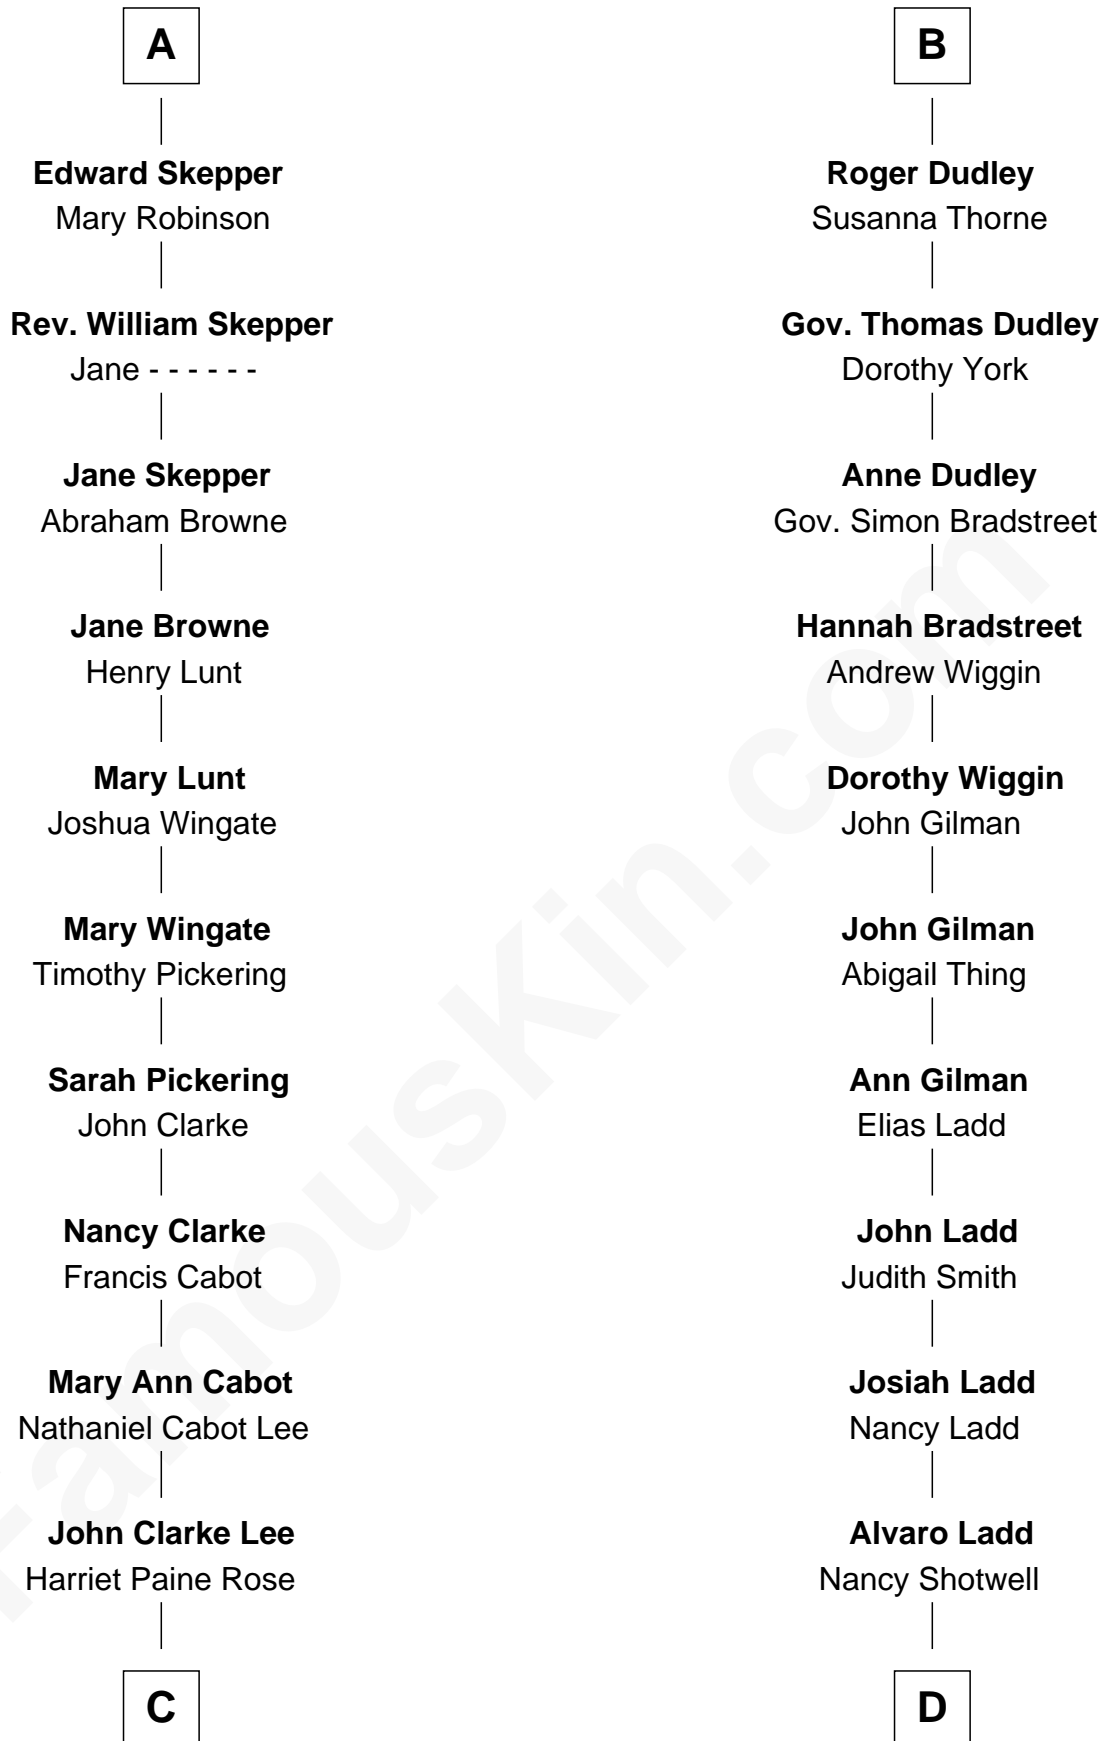 A
Edward Skepper
Mary Robinson
Rev. William Skepper
Jane - - - - - -
Jane Skepper
Abraham Browne
Jane Browne
Henry Lunt
Mary Lunt
Joshua Wingate
Mary Wingate
Timothy Pickering
Sarah Pickering
John Clarke
Nancy Clarke
Francis Cabot
Mary Ann Cabot
Nathaniel Cabot Lee
John Clarke Lee
Harriet Paine Rose
C
B
Roger Dudley
Susanna Thorne
Gov. Thomas Dudley
Dorothy York
Anne Dudley
Gov. Simon Bradstreet
Hannah Bradstreet
Andrew Wiggin
Dorothy Wiggin
John Gilman
John Gilman
Abigail Thing
Ann Gilman
Elias Ladd
John Ladd
Judith Smith
Josiah Ladd
Nancy Ladd
Alvaro Ladd
Nancy Shotwell
D
FamousKin.com